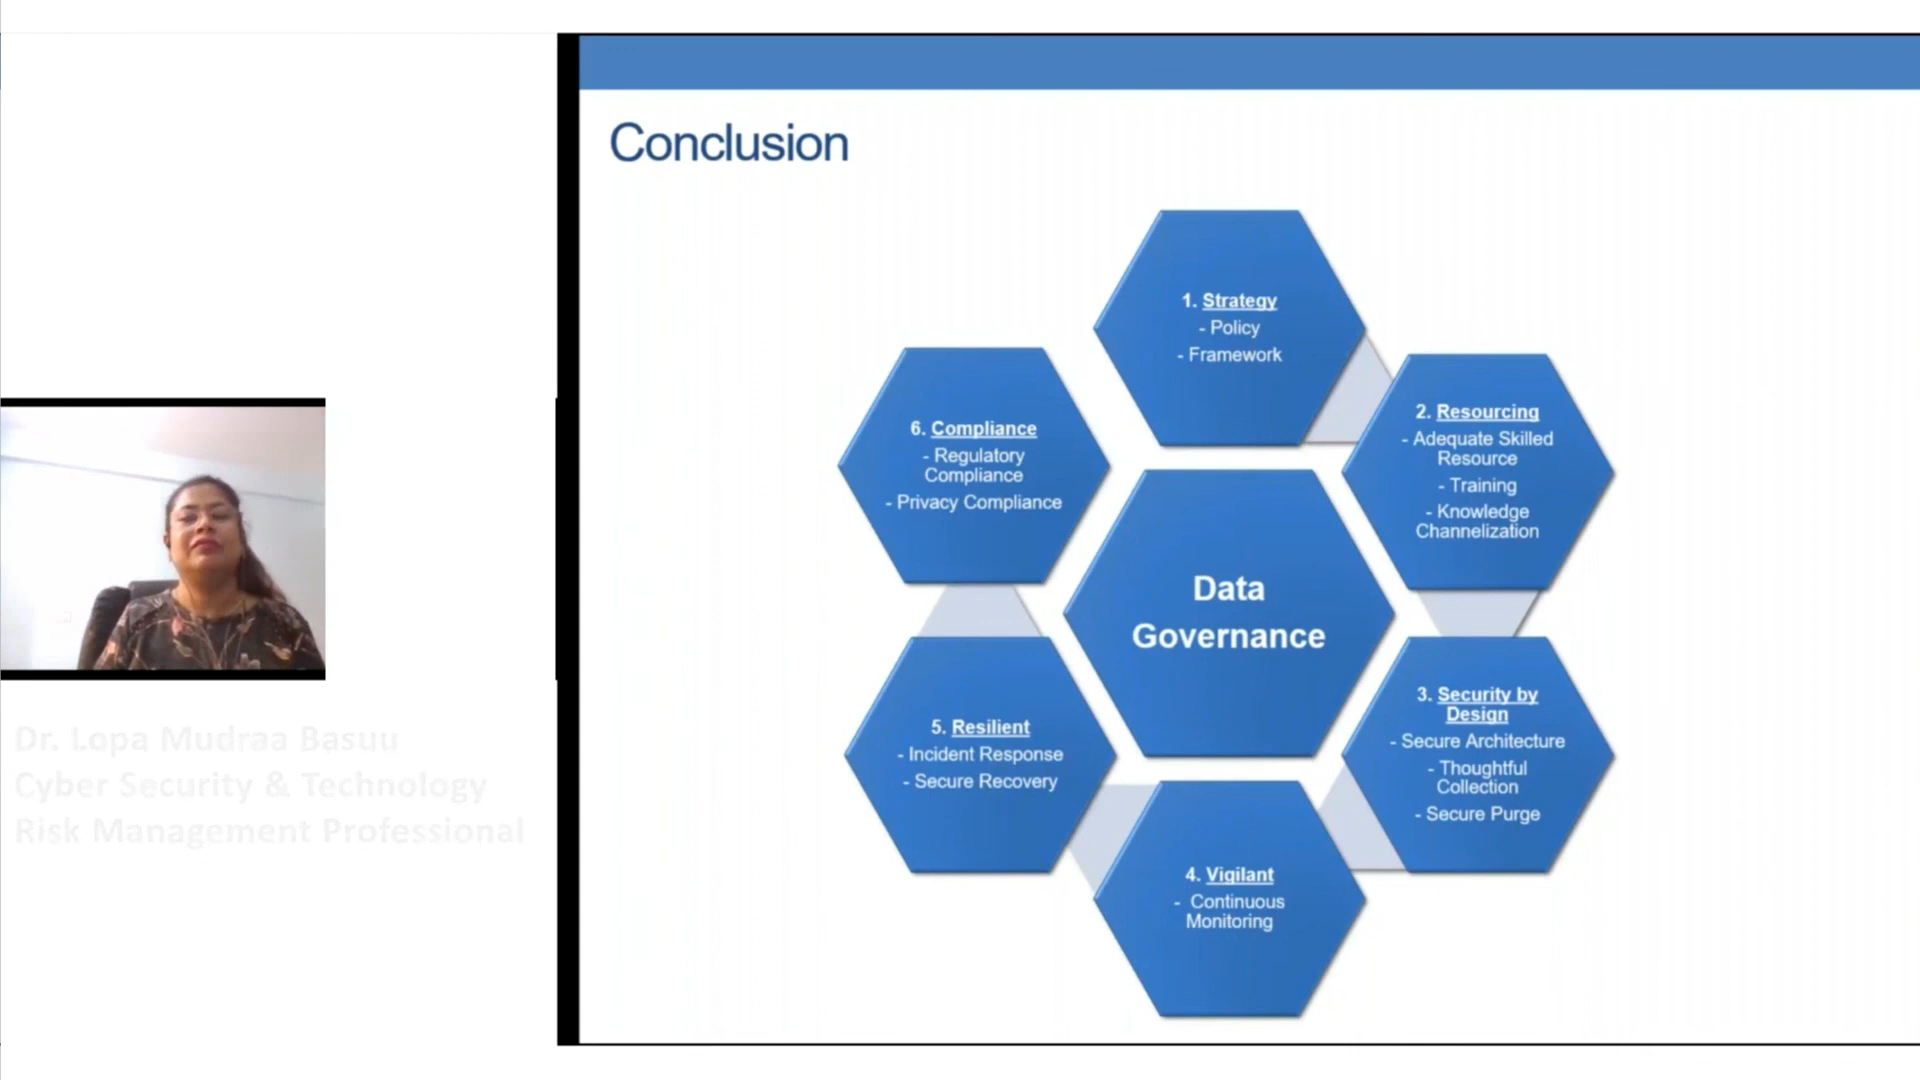 Conclusion
1. Strategy
- Policy
- Framework
2. Resourcing
- Adequate Skilled
Resource
- Training
- Knowledge
Channelization
3. Security by
Design
- Secure Architecture
- Thoughtful
Collection
- Secure Purge
4. Vigilant
- Continuous
Monitoring
5. Resilient
- Incident Response
- Secure Recovery
6. Compliance
- Regulatory
Compliance
- Privacy Compliance
Data
Governance
Dr. Lopa Mudraa Basuu
Cyber Security & Technology
Risk Management Professional